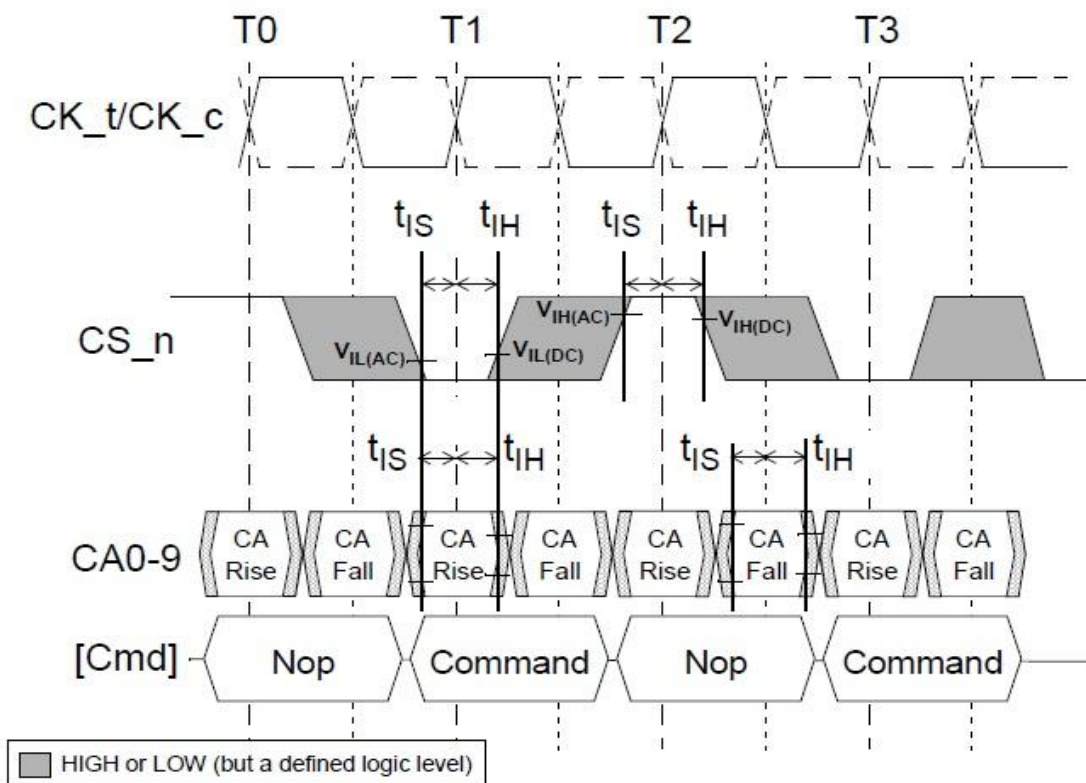 T0 T1 T2 T3
CK_t/CK_c
tIS tIH tIS tIH
VIH(AC) VIH(DC)
CS_n
VIL(AC) VIL(DC)
tIS tIH tIS tIH
CA0-9
CA Rise CA Fall CA Rise CA Fall CA Rise CA Fall CA Rise CA Fall
[Cmd] Nop Command Nop Command
HIGH or LOW (but a defined logic level)